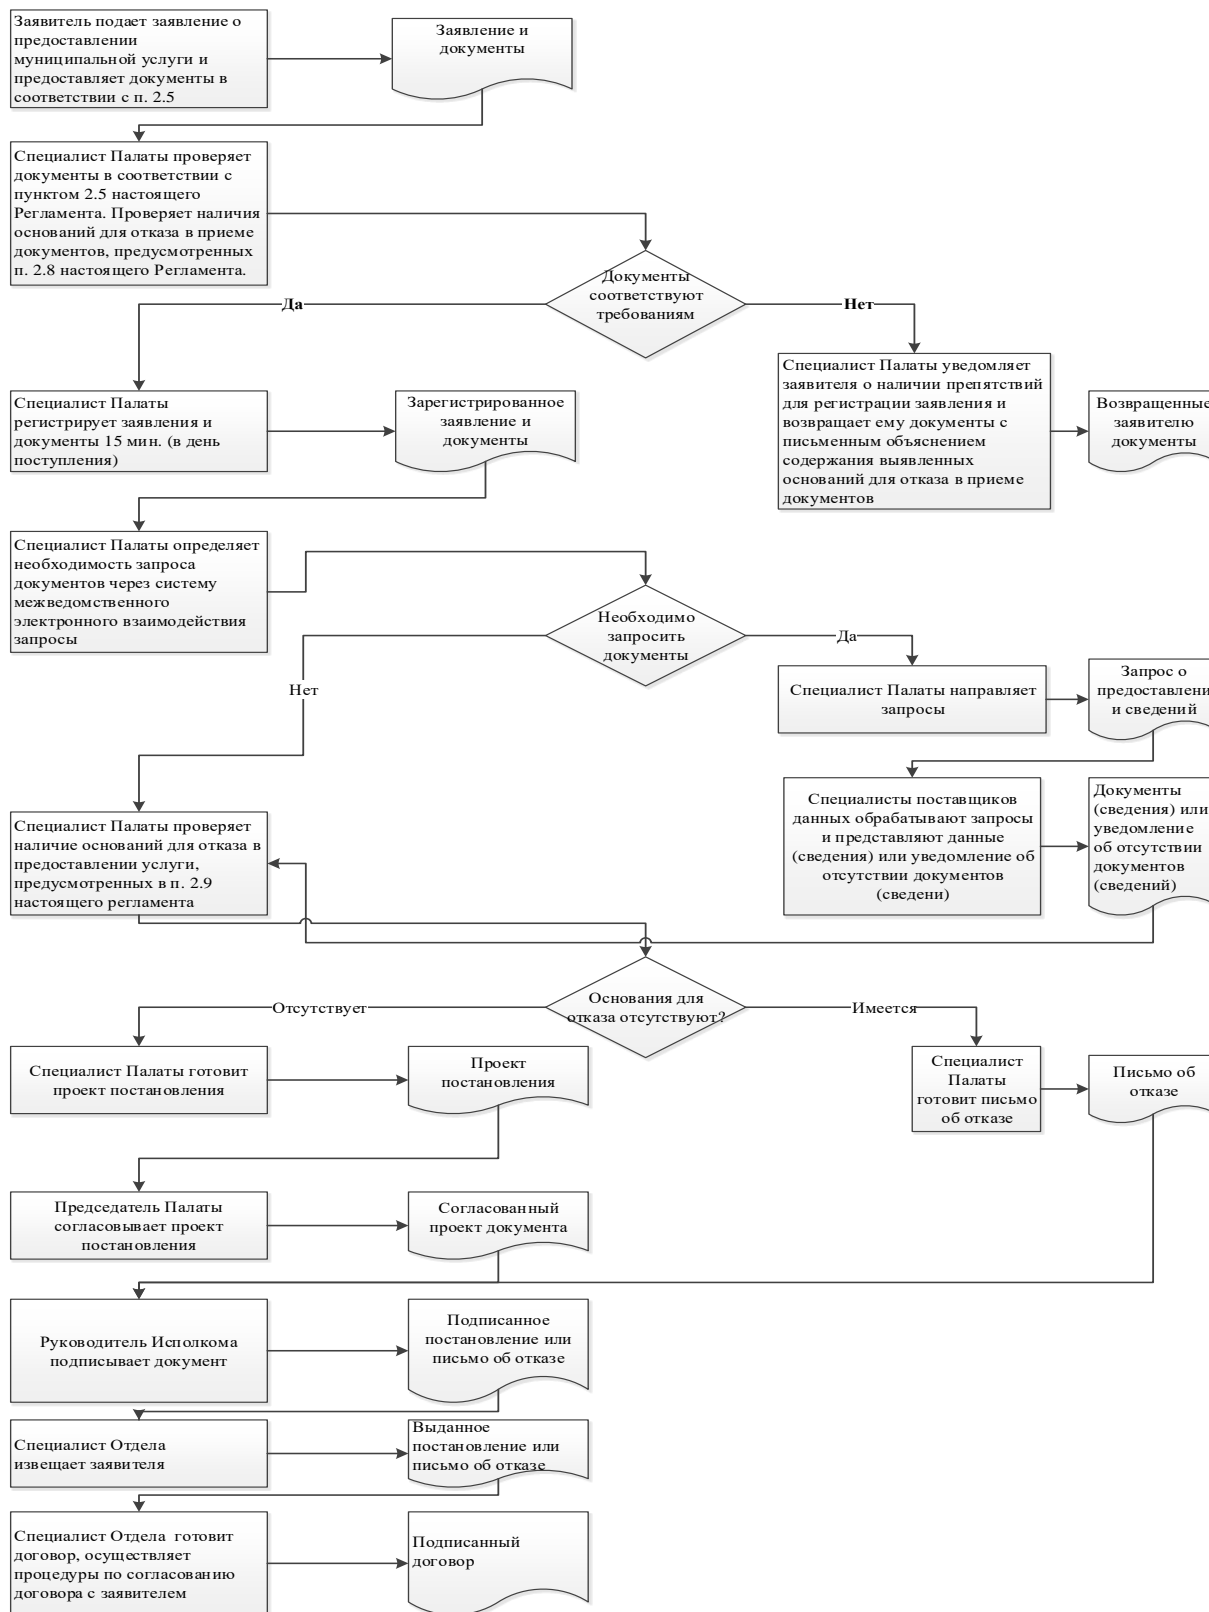 Заявитель подает заявление о
предоставлении
муниципальной услуги и
предоставляет документы в
соответствии с п. 2.5
Заявление и
документы
Специалист Палаты проверяет
документы в соответствии с
пунктом 2.5 настоящего
Регламента. Проверяет наличия
оснований для отказа в приеме
документов, предусмотренных
п. 2.8 настоящего Регламента.
Документы
соответствуют
требованиям
Да
Нет
Специалист Палаты
регистрирует заявления и
документы 15 мин. (в день
поступления)
Зарегистрированное
заявление и
документы
Специалист Палаты уведомляет
заявителя о наличии препятствий
для регистрации заявления и
возвращает ему документы с
письменным объяснением
содержания выявленных
оснований для отказа в приеме
документов
Возвращенные
заявителю
документы
Специалист Палаты определяет
необходимость запроса
документов через систему
межведомственного
электронного взаимодействия
запросы
Необходимо
запросить
документы
Да
Нет
Специалист Палаты направляет
запросы
Запрос о
предоставлени
и сведений
Специалисты поставщиков
данных обрабатывают запросы
и представляют данные
(сведения) или уведомление об
отсутствии документов
(сведени)
Документы
(сведения) или
уведомление
об отсутствии
документов
(сведений)
Специалист Палаты проверяет
наличие оснований для отказа в
предоставлении услуги,
предусмотренных в п. 2.9
настоящего регламента
Основания для
отказа отсутствуют?
Отсутствует
Имеется
Специалист Палаты готовит
проект постановления
Проект
постановления
Специалист
Палаты
готовит письмо
об отказе
Письмо об
отказе
Председатель Палаты
согласовывает проект
постановления
Согласованный
проект документа
Руководитель Исполкома
подписывает документ
Подписанное
постановление или
письмо об отказе
Специалист Отдела
извещает заявителя
Выданное
постановление или
письмо об отказе
Специалист Отдела  готовит
договор, осуществляет
процедуры по согласованию
договора с заявителем
Подписанный
договор